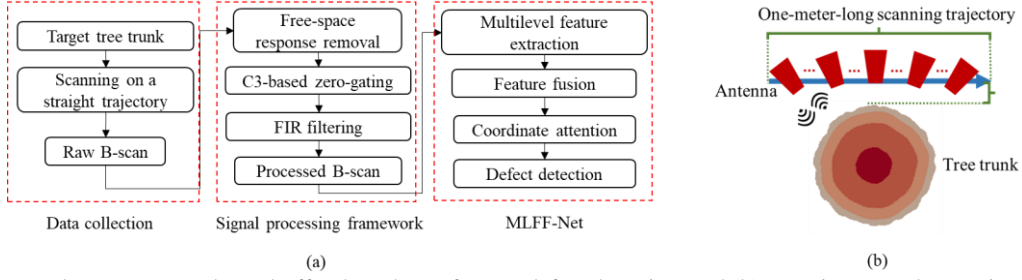 Target tree trunk
Scanning on a
straight trajectory
Raw B-scan
Data collection
Free-space
response removal
C3-based zero-gating
FIR filtering
Processed B-scan
Signal processing framework
Multilevel feature
extraction
Feature fusion
Coordinate attention
Defect detection
MLFF-Net
(a)
One-meter-long scanning trajectory
... ... ... ...
Antenna
Tree trunk
(b)